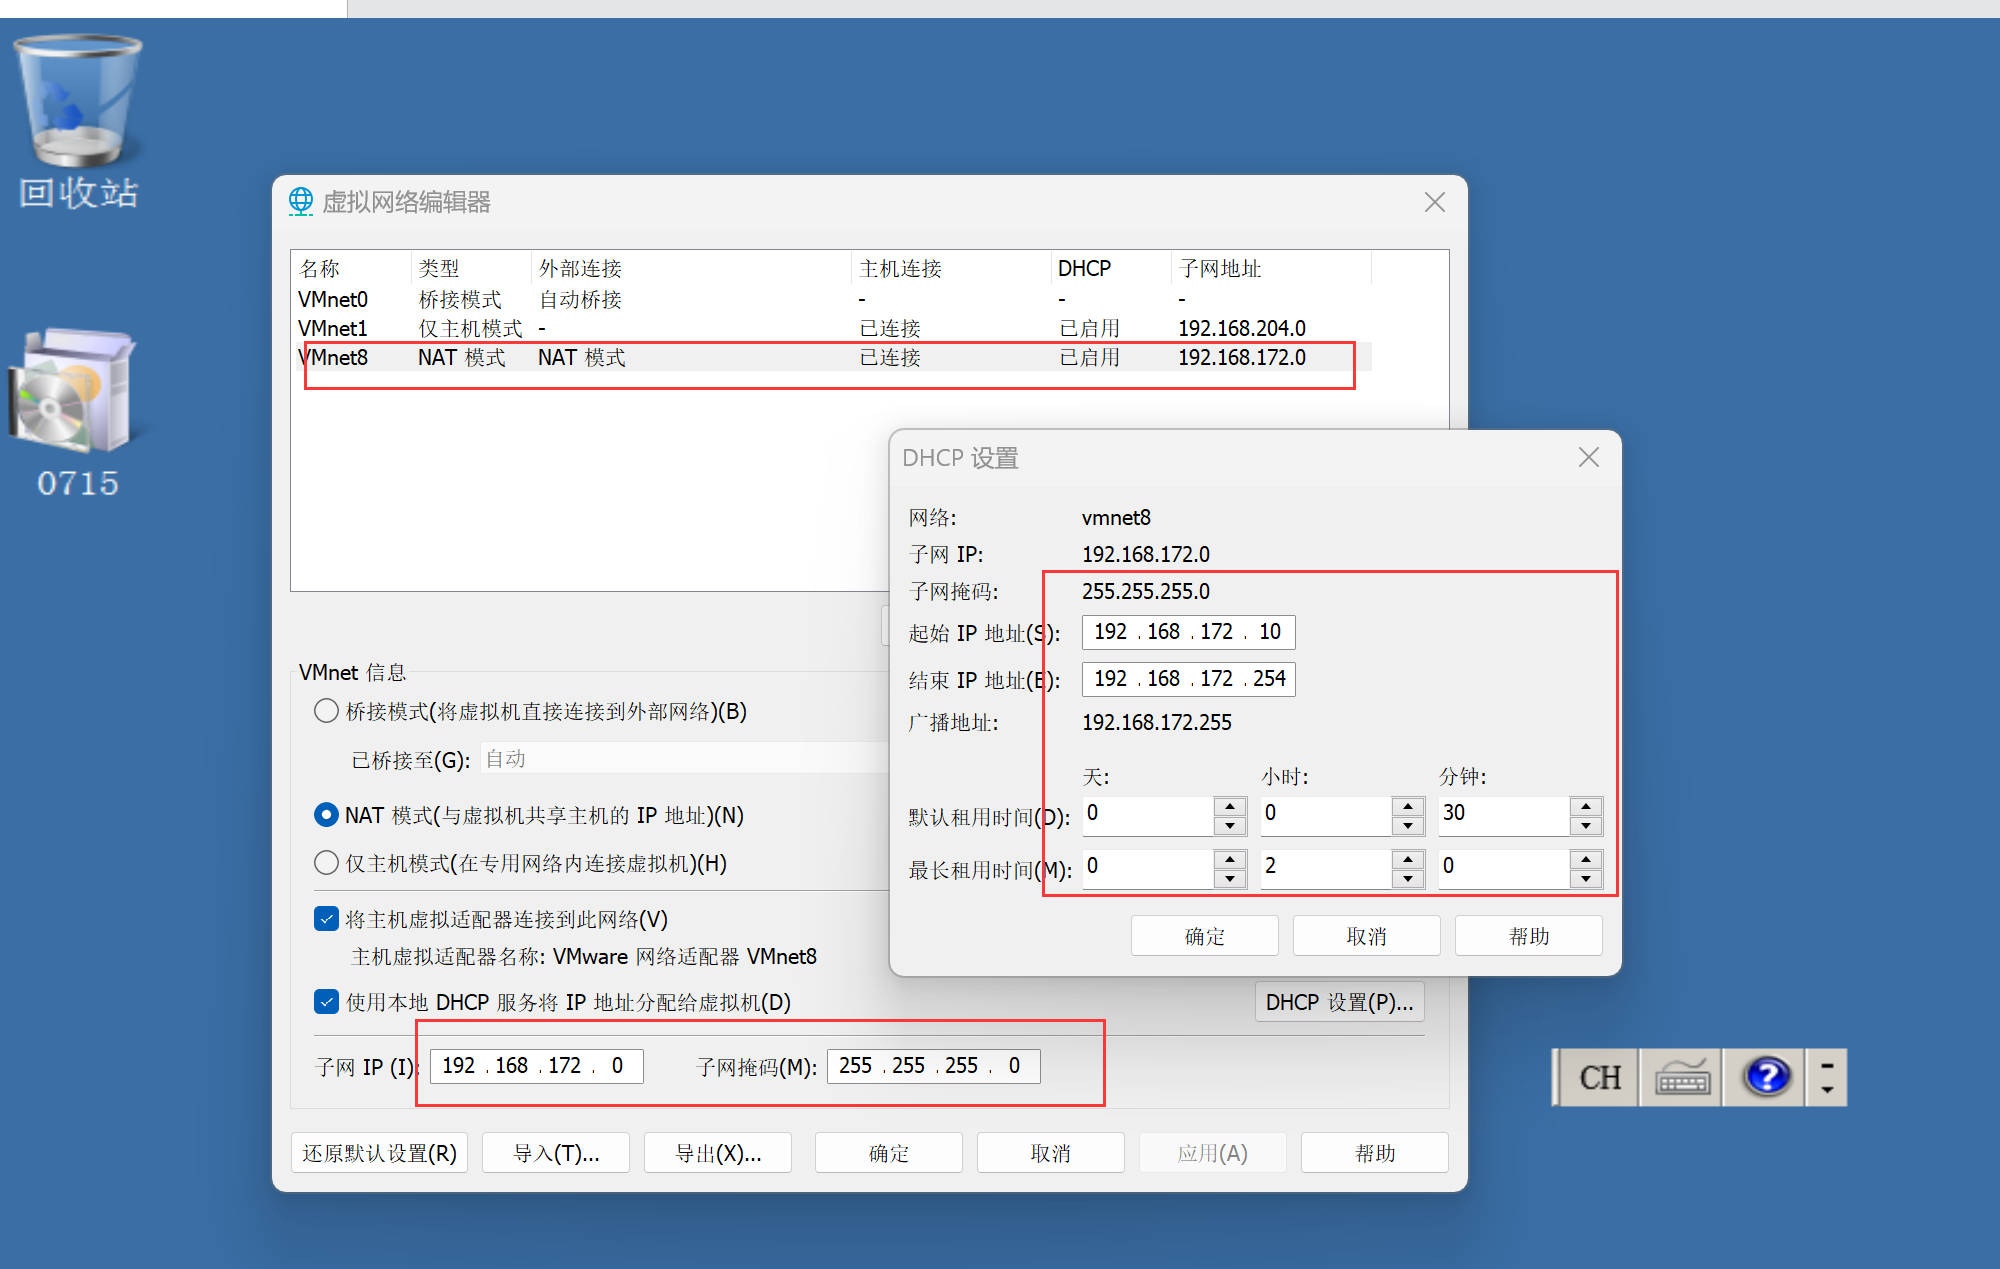 回收站
0715
虚拟网络编辑器
名称 类型 外部连接 主机连接 DHCP 子网地址
VMnet0 桥接模式 自动桥接 - - -
VMnet1 仅主机模式 - 已连接 已启用 192.168.204.0
VMnet8 NAT 模式 NAT 模式 已连接 已启用 192.168.172.0
DHCP 设置
网络: vmnet8
子网 IP: 192.168.172.0
子网掩码: 255.255.255.0
起始 IP 地址(S): 192 . 168 . 172 . 10
结束 IP 地址(E): 192 . 168 . 172 . 254
广播地址: 192.168.172.255
天: 小时: 分钟:
默认租用时间(D): 0 0 30
最长租用时间(M): 0 2 0
确定 取消 帮助
VMnet 信息
桥接模式(将虚拟机直接连接到外部网络)(B)
已桥接至(G): 自动
NAT 模式(与虚拟机共享主机的 IP 地址)(N)
仅主机模式(在专用网络内连接虚拟机)(H)
将主机虚拟适配器连接到此网络(V)
主机虚拟适配器名称: VMware 网络适配器 VMnet8
使用本地 DHCP 服务将 IP 地址分配给虚拟机(D) DHCP 设置(P)...
子网 IP (I): 192 . 168 . 172 . 0 子网掩码(M): 255 . 255 . 255 . 0
还原默认设置(R) 导入(T)... 导出(X)... 确定 取消 应用(A) 帮助
CH